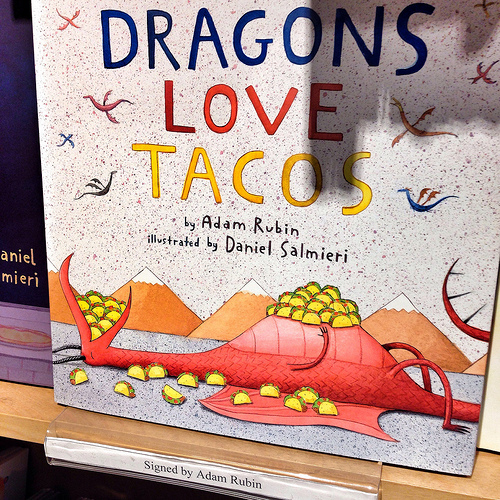 DRAGONS
LOVE
TACOS
by Adam Rubin
illustrated by Daniel Salmieri
aniel
mieri
Signed by Adam Rubin